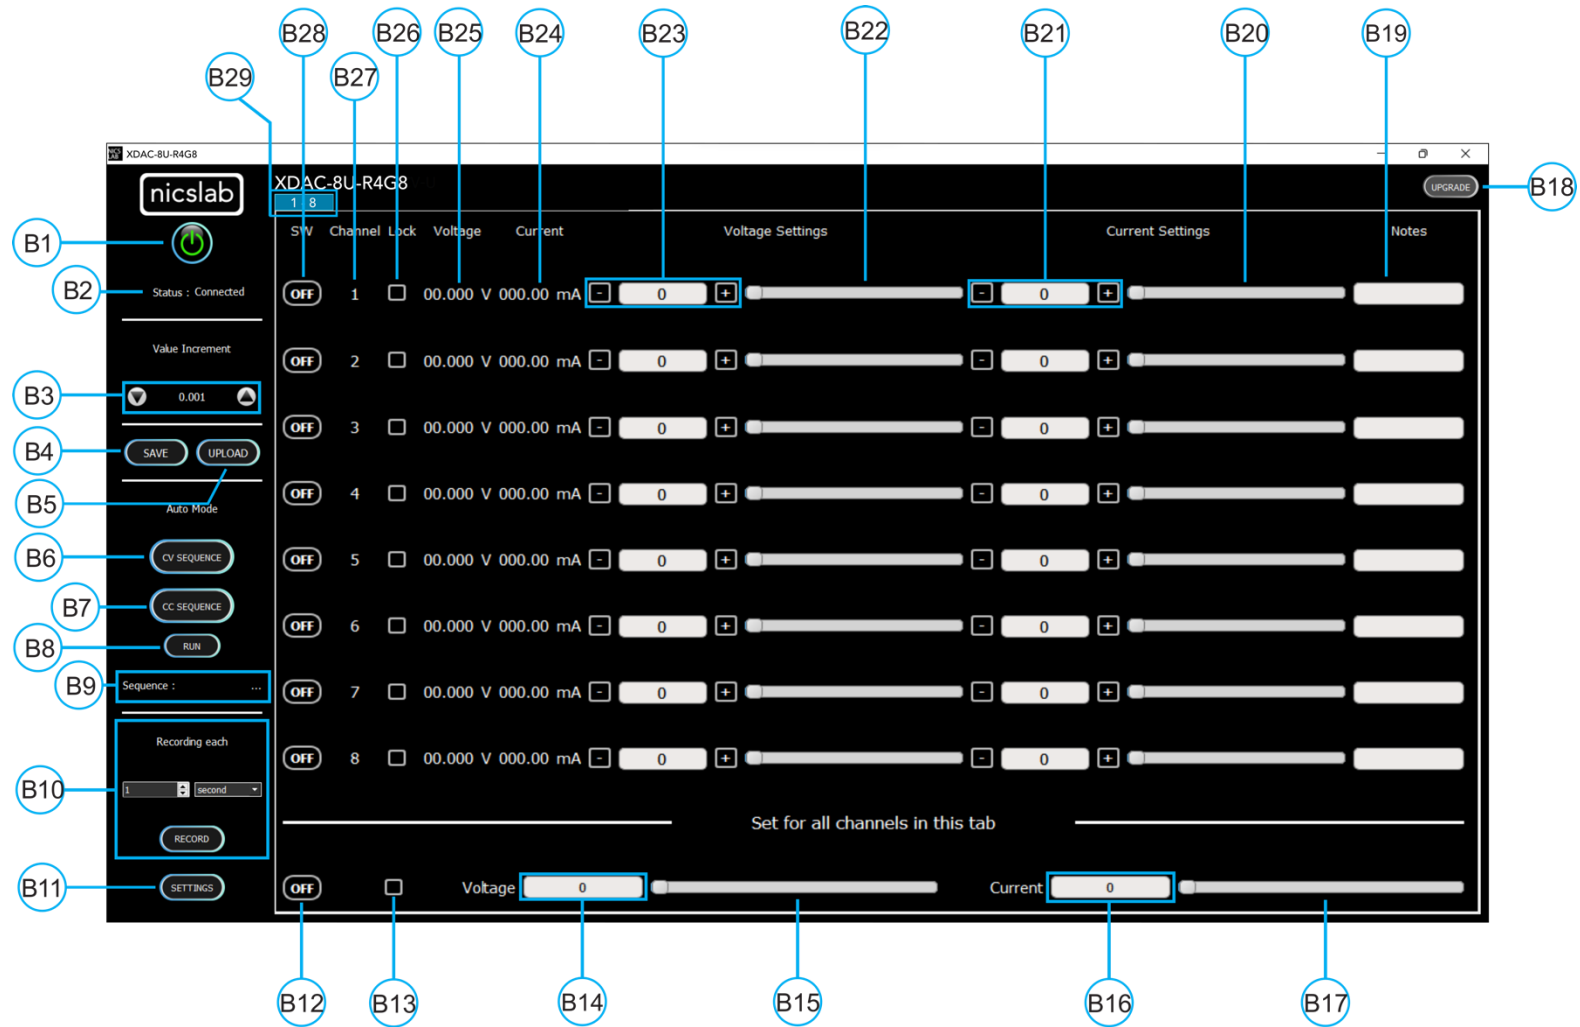 B28 B26 B25 B24 B23 B22 B21 B20 B19
B29 B27
NICS LAB XDAC-8U-R4G8
nicslab XDAC-8U-R4G8 UPGRADE B18
1 8
SW Channel Lock Voltage Current Voltage Settings Current Settings Notes
B1
B2 Status : Connected OFF 1 00.000 V 000.00 mA - 0 + - 0 +
Value Increment
OFF 2 00.000 V 000.00 mA - 0 + - 0 +
B3 0.001
OFF 3 00.000 V 000.00 mA - 0 + - 0 +
B4 SAVE UPLOAD
OFF 4 00.000 V 000.00 mA - 0 + - 0 +
B5 Auto Mode
B6 CV SEQUENCE OFF 5 00.000 V 000.00 mA - 0 + - 0 +
B7 CC SEQUENCE
OFF 6 00.000 V 000.00 mA - 0 + - 0 +
B8 RUN
B9 Sequence : ... OFF 7 00.000 V 000.00 mA - 0 + - 0 +
Recording each
OFF 8 00.000 V 000.00 mA - 0 + - 0 +
B10 1 second
Set for all channels in this tab
RECORD
B11 SETTINGS OFF Voltage 0 Current 0
B12 B13 B14 B15 B16 B17